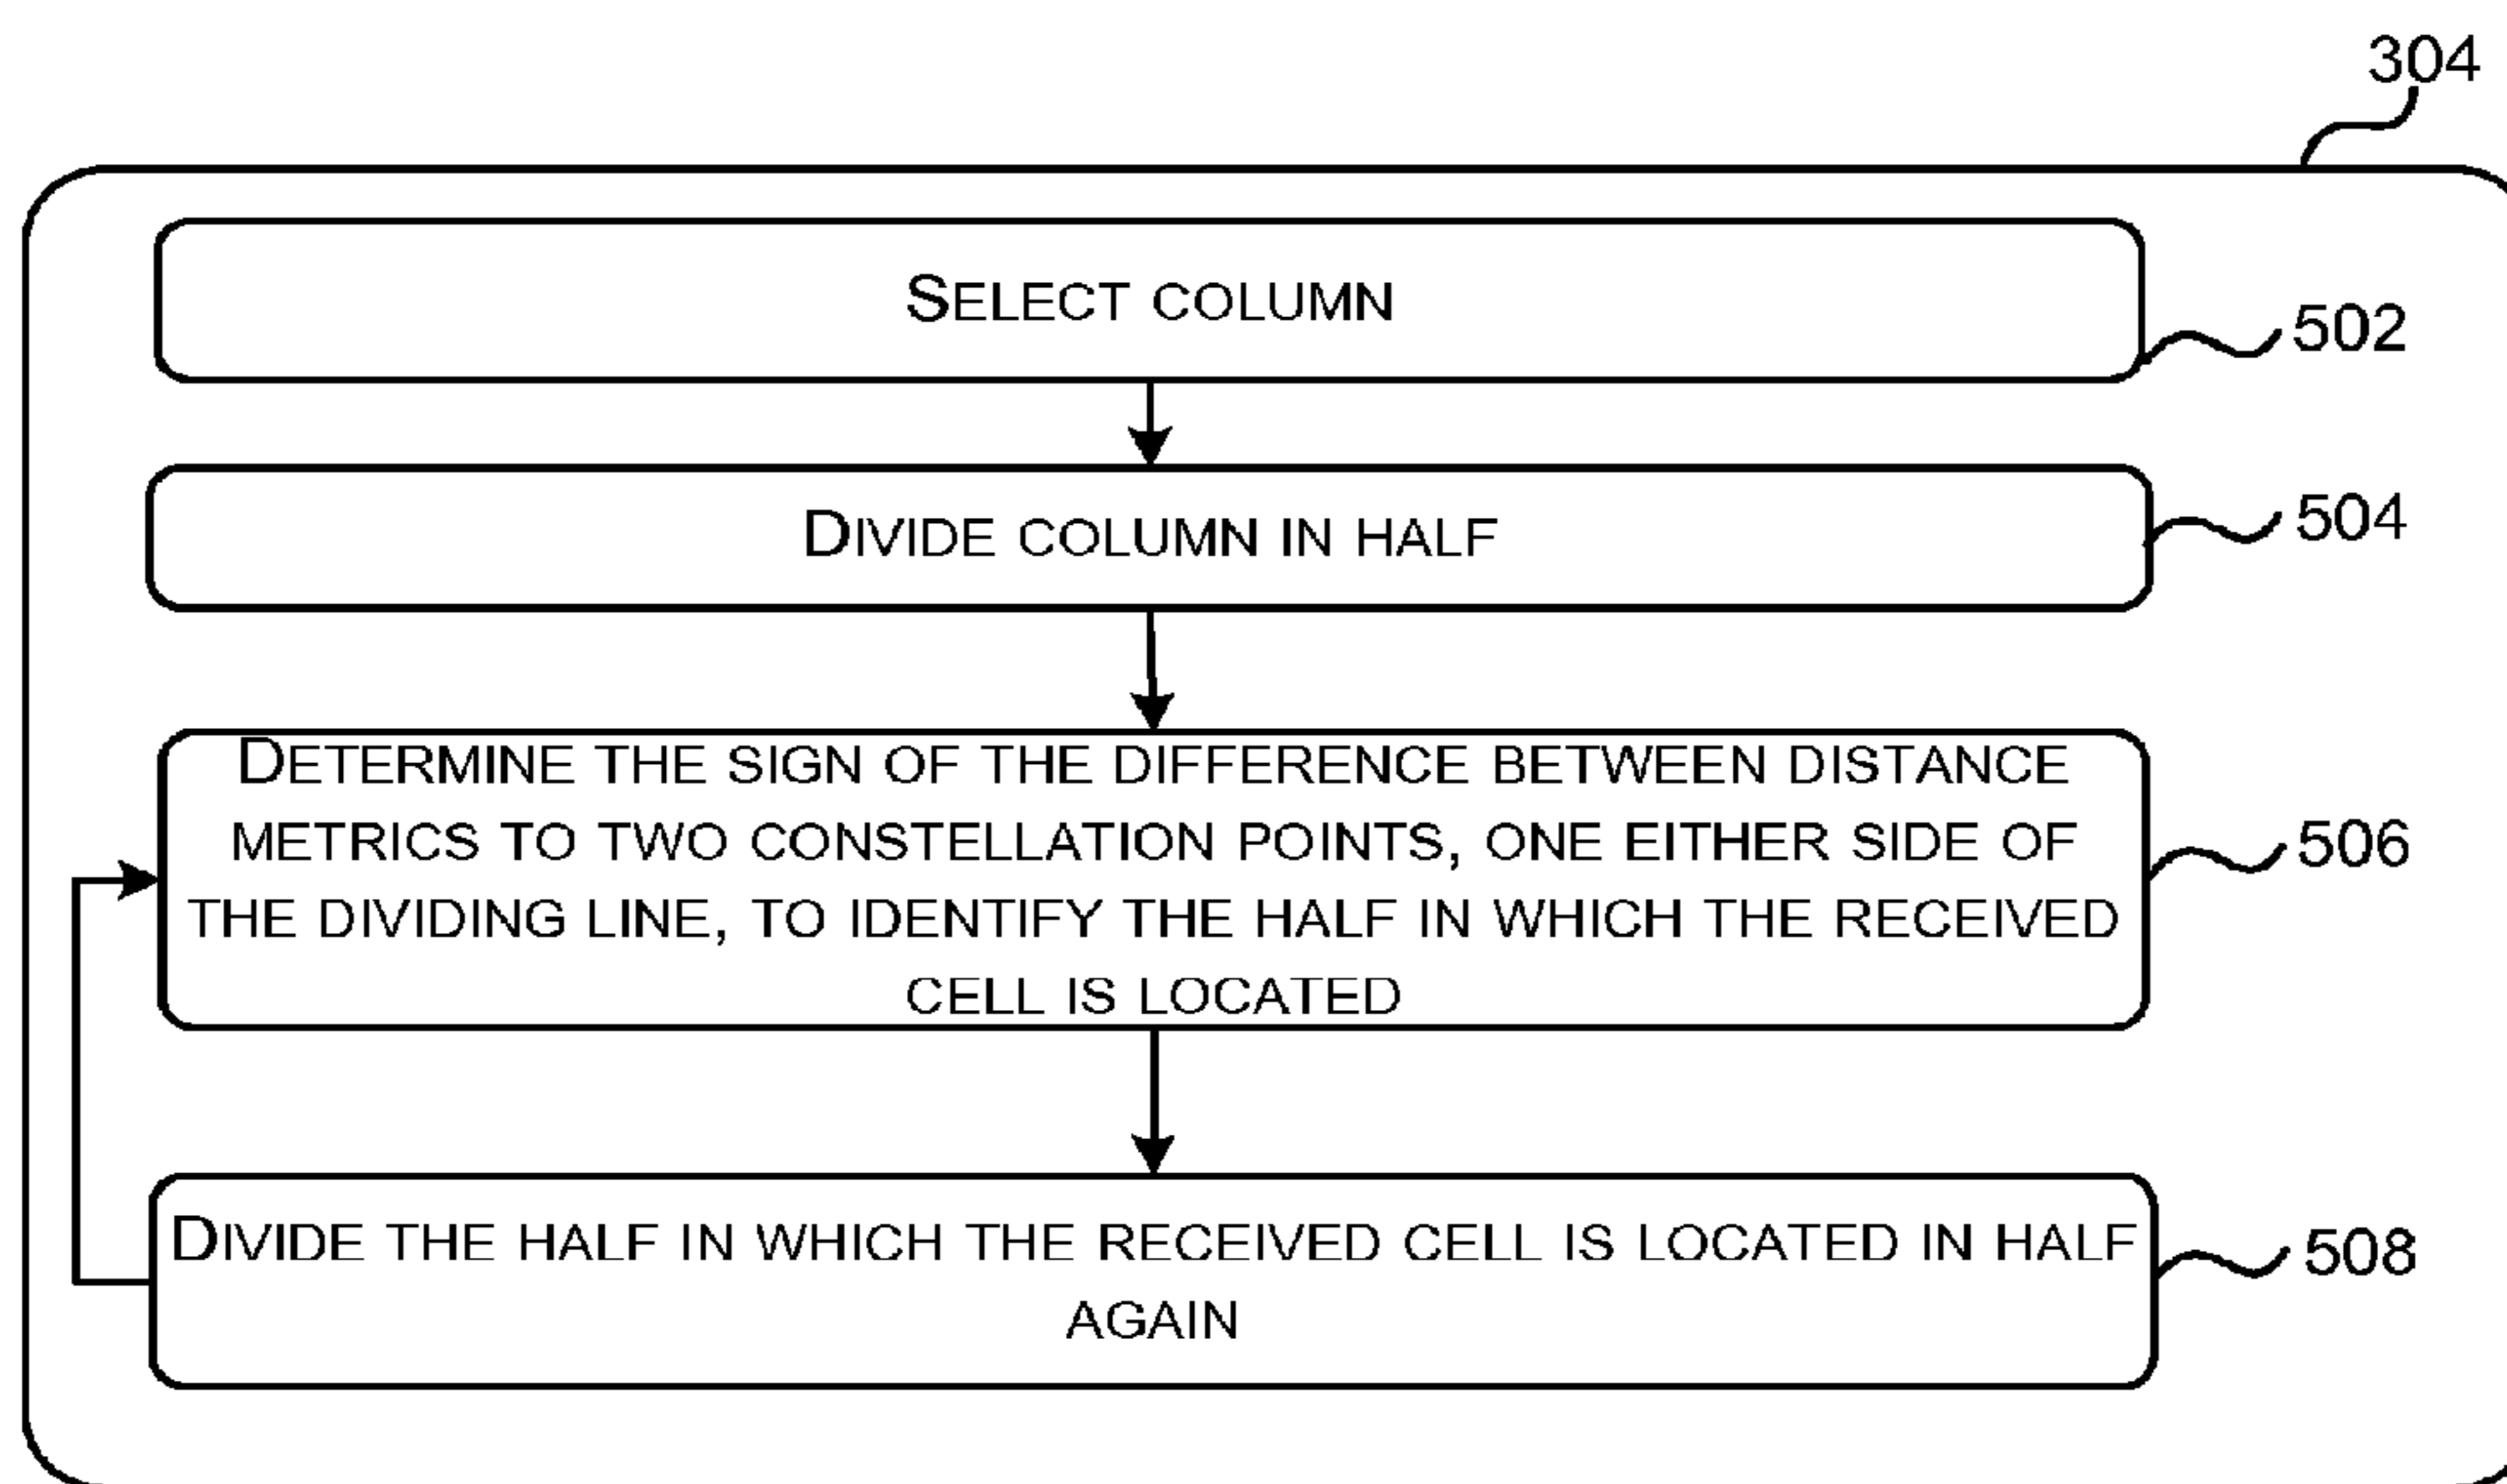 304
SELECT COLUMN
502
DIVIDE COLUMN IN HALF
504
DETERMINE THE SIGN OF THE DIFFERENCE BETWEEN DISTANCE
METRICS TO TWO CONSTELLATION POINTS, ONE EITHER SIDE OF
THE DIVIDING LINE, TO IDENTIFY THE HALF IN WHICH THE RECEIVED
CELL IS LOCATED
506
DIVIDE THE HALF IN WHICH THE RECEIVED CELL IS LOCATED IN HALF
AGAIN
508